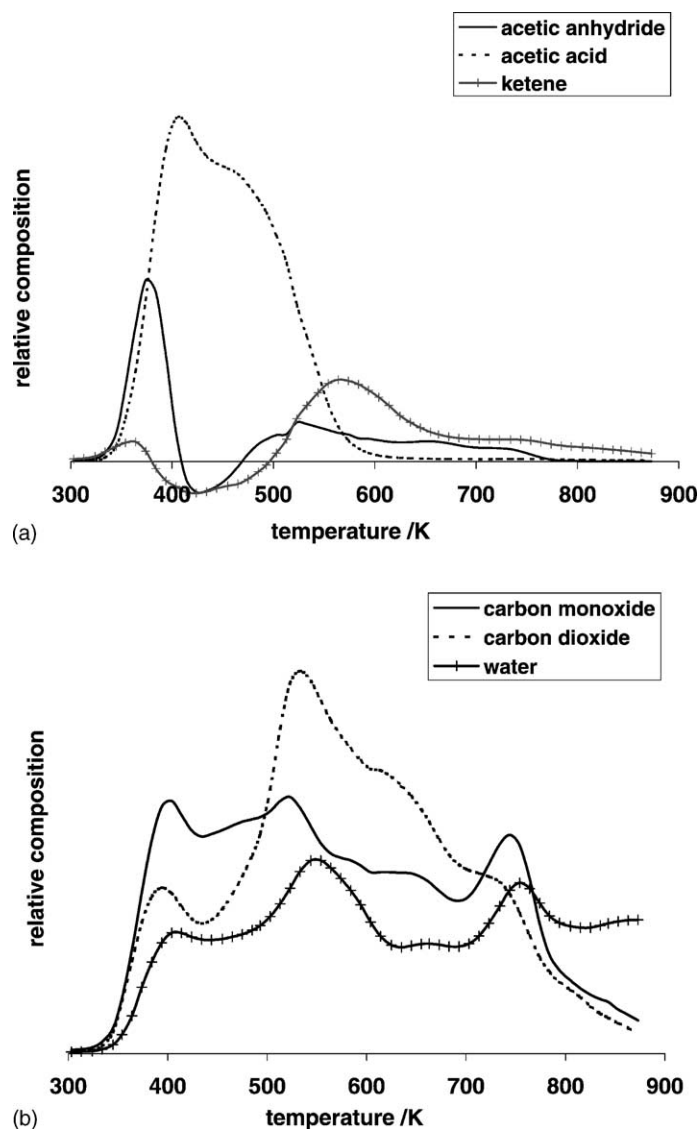 acetic anhydride
acetic acid
ketene
relative composition
300 400 500 600 700 800 900
temperature /K
(a)
carbon monoxide
carbon dioxide
water
relative composition
300 400 500 600 700 800 900
temperature /K
(b)